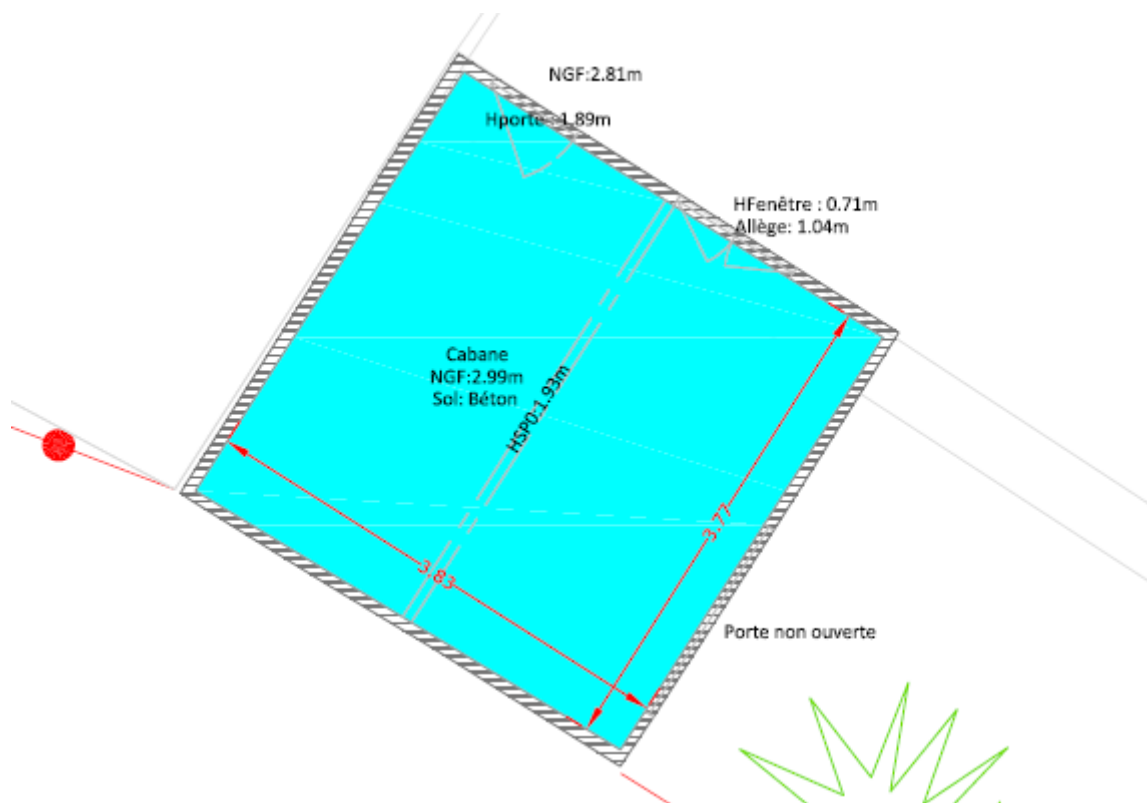 NGF:2.81m
Hporte : 1.89m
HFenêtre : 0.71m
Allège: 1.04m
Cabane
NGF:2.99m
Sol: Béton
HSP0:1.93m
3.77
3.83
Porte non ouverte